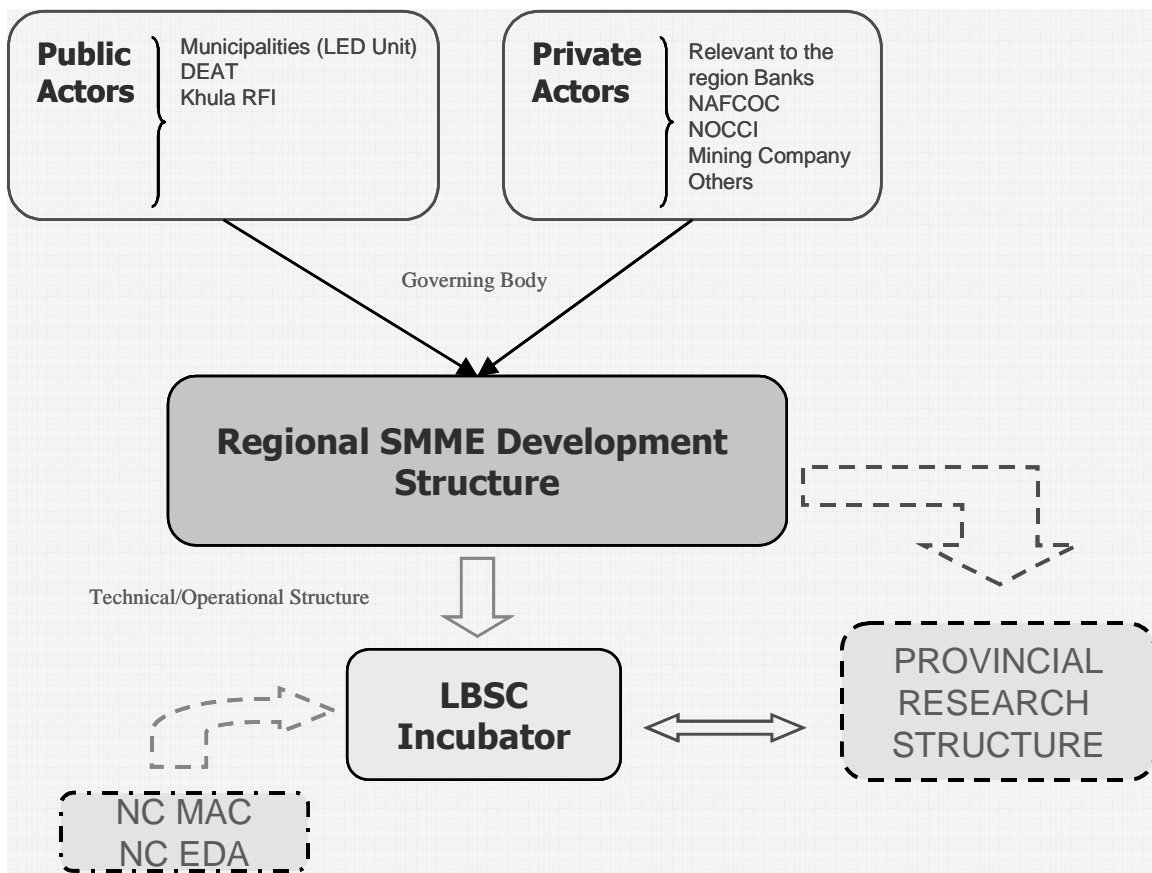 Public
Actors
Municipalities (LED Unit)
DEAT
Khula RFI
Private
Actors
Relevant to the
region Banks
NAFCOC
NOCCI
Mining Company
Others
Governing Body
Regional SMME Development
Structure
Technical/Operational Structure
LBSC
Incubator
PROVINCIAL
RESEARCH
STRUCTURE
NC MAC
NC EDA